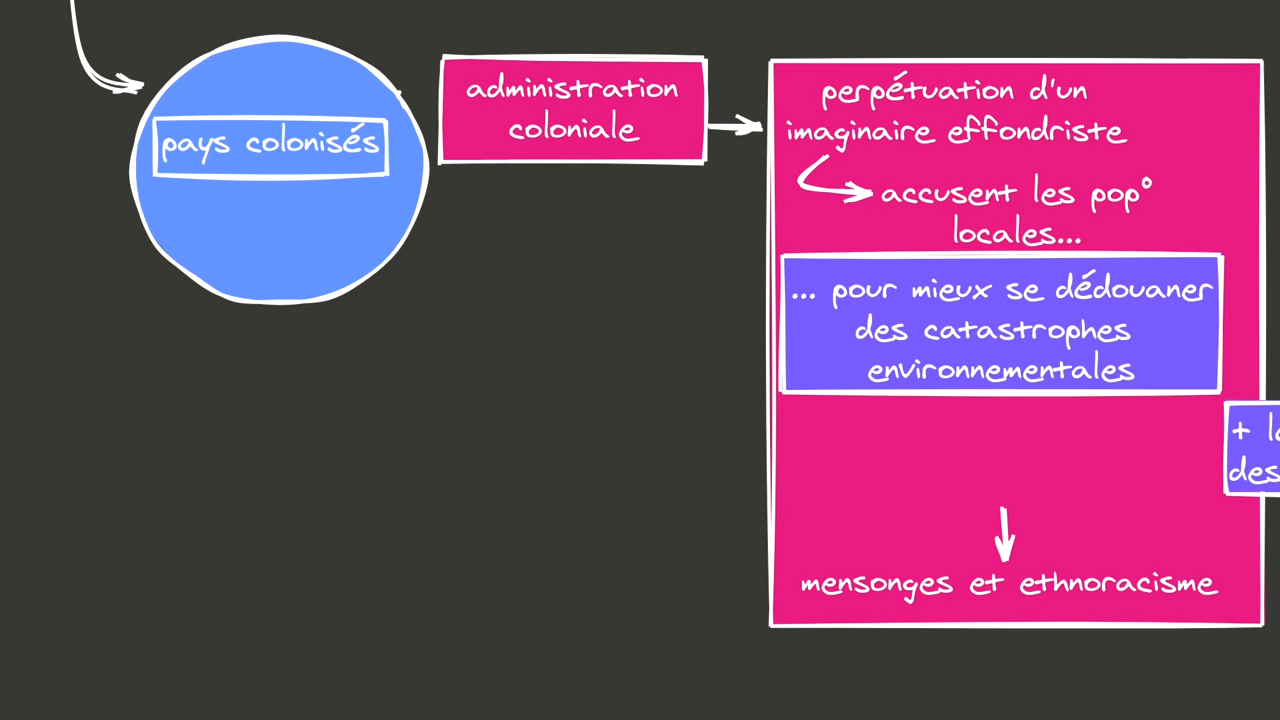 pays colonisés
administration
coloniale
perpétuation d'un
imaginaire effondriste
accusent les pop°
locales...
... pour mieux se dédouaner
des catastrophes
environnementales
+
des
mensonges et ethnoracisme